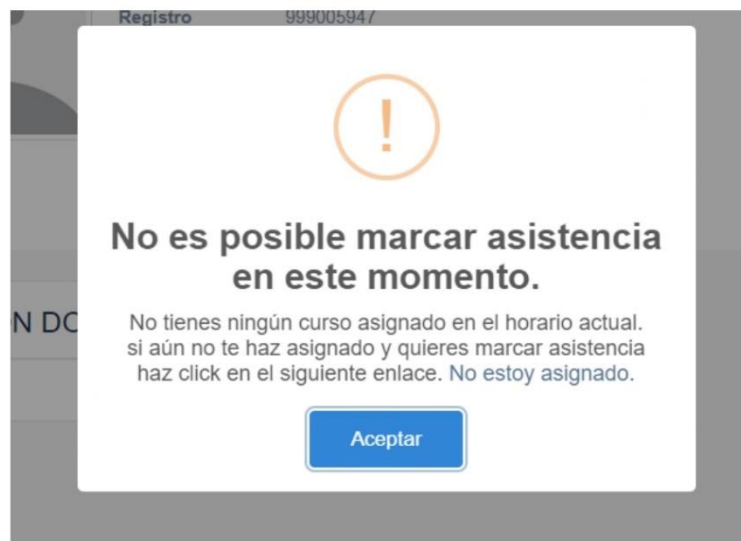 Registro 999005947
!
No es posible marcar asistencia
en este momento.
N DO
No tienes ningún curso asignado en el horario actual.
si aún no te haz asignado y quieres marcar asistencia
haz click en el siguiente enlace. No estoy asignado.
Aceptar